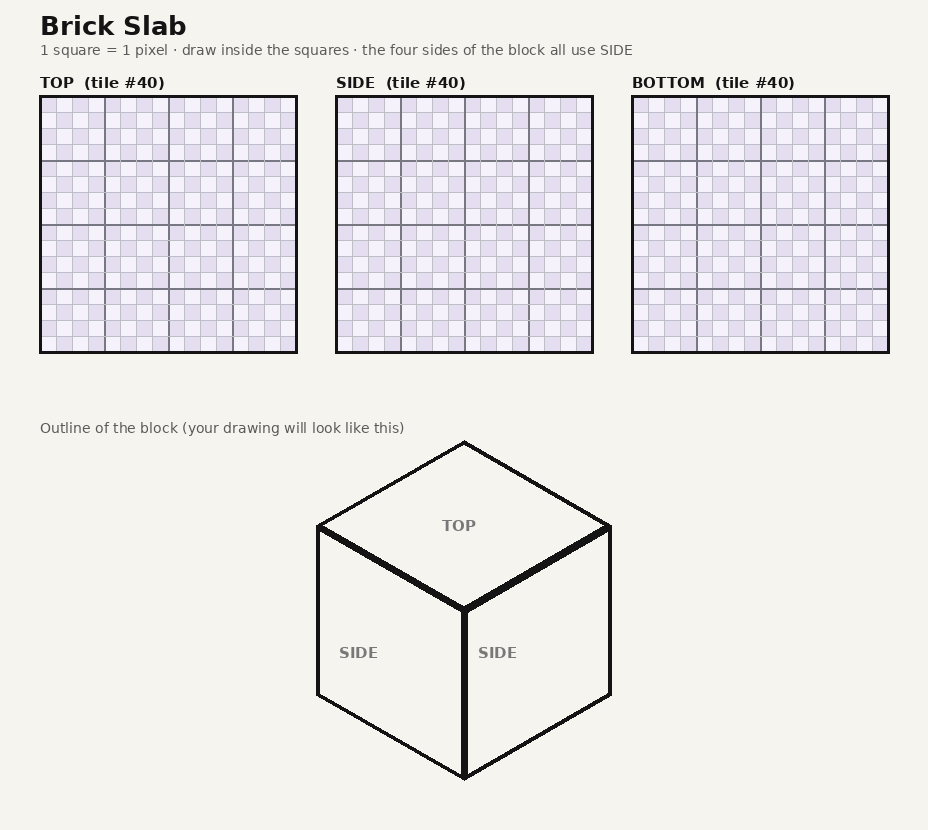 Brick Slab
1 square = 1 pixel · draw inside the squares · the four sides of the block all use SIDE
TOP (tile #40)
SIDE (tile #40)
BOTTOM (tile #40)
Outline of the block (your drawing will look like this)
TOP
SIDE
SIDE